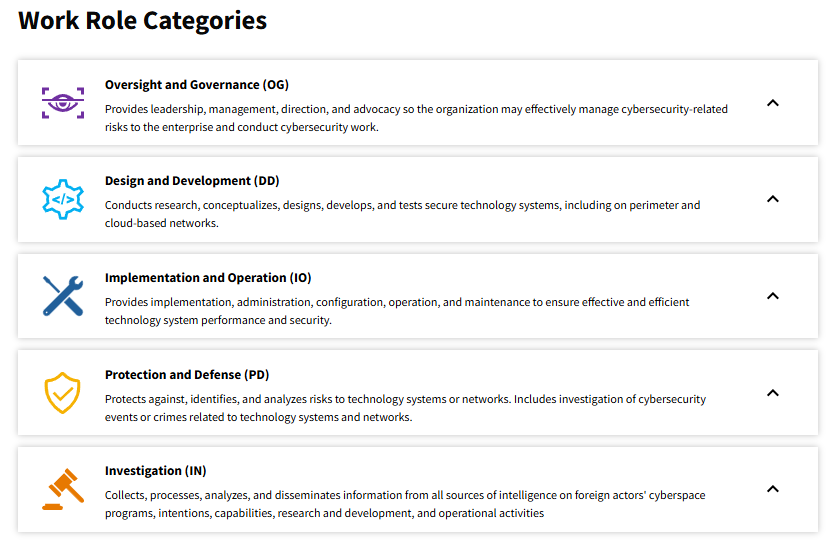 Work Role Categories
Oversight and Governance (OG)
Provides leadership, management, direction, and advocacy so the organization may effectively manage cybersecurity-related
risks to the enterprise and conduct cybersecurity work.
Design and Development (DD)
Conducts research, conceptualizes, designs, develops, and tests secure technology systems, including on perimeter and
cloud-based networks.
Implementation and Operation (IO)
Provides implementation, administration, configuration, operation, and maintenance to ensure effective and efficient
technology system performance and security.
Protection and Defense (PD)
Protects against, identifies, and analyzes risks to technology systems or networks. Includes investigation of cybersecurity
events or crimes related to technology systems and networks.
Investigation (IN)
Collects, processes, analyzes, and disseminates information from all sources of intelligence on foreign actors' cyberspace
programs, intentions, capabilities, research and development, and operational activities